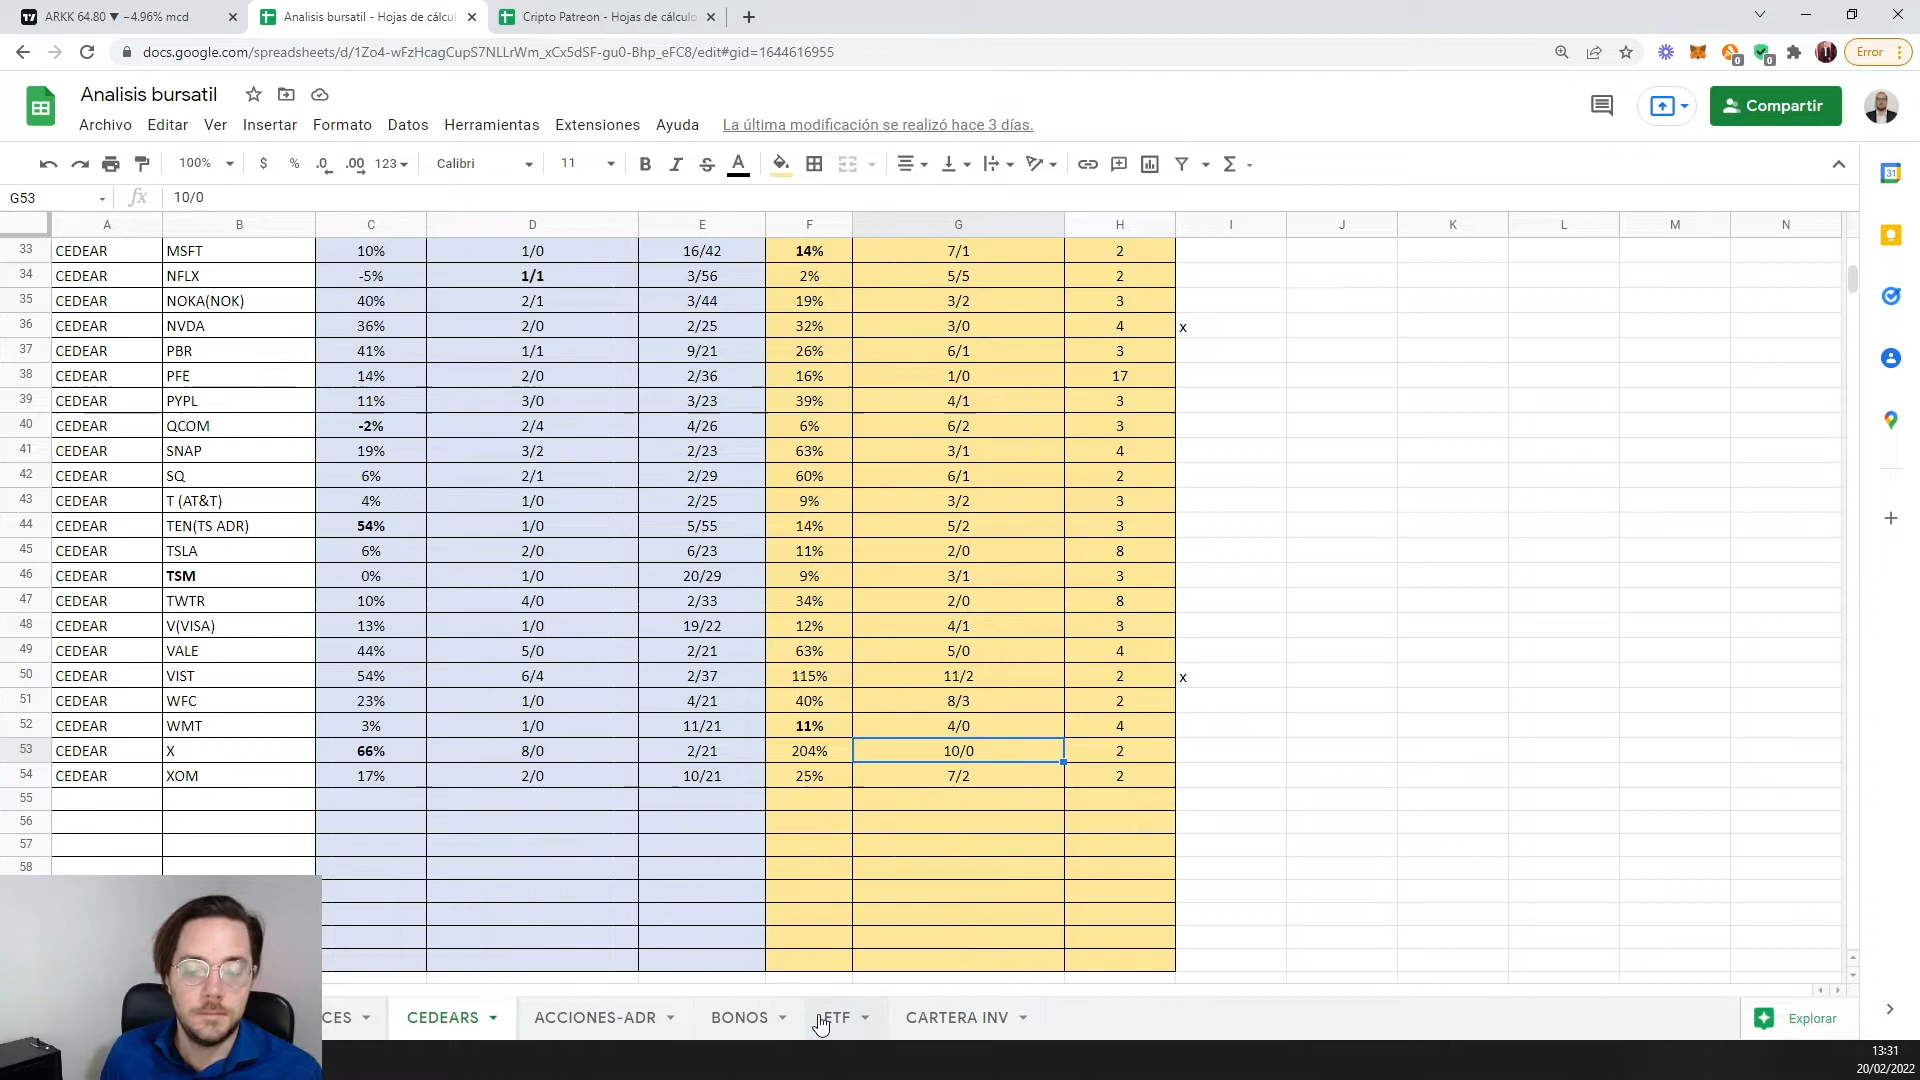 ARKK 64.80 ▼ −4.96% mcd
Analisis bursatil - Hojas de cálculo
Cripto Patreon - Hojas de cálculo
docs.google.com/spreadsheets/d/1Zo4-wFzHcagCupS7NLLrWm_xCx5dSF-gu0-Bhp_eFC8/edit#gid=1644616955
0
0
Error
Analisis bursatil
Archivo Editar Ver Insertar Formato Datos Herramientas Extensiones Ayuda La última modificación se realizó hace 3 días.
Compartir
100% $ % .0 .00 123 Calibri 11 B I S A Σ
31
G53 fx 10/0
A B C D E F G H I J K L M N
33 CEDEAR MSFT 10% 1/0 16/42 14% 7/1 2
34 CEDEAR NFLX -5% 1/1 3/56 2% 5/5 2
35 CEDEAR NOKA(NOK) 40% 2/1 3/44 19% 3/2 3
36 CEDEAR NVDA 36% 2/0 2/25 32% 3/0 4 x
37 CEDEAR PBR 41% 1/1 9/21 26% 6/1 3
38 CEDEAR PFE 14% 2/0 2/36 16% 1/0 17
39 CEDEAR PYPL 11% 3/0 3/23 39% 4/1 3
40 CEDEAR QCOM -2% 2/4 4/26 6% 6/2 3
41 CEDEAR SNAP 19% 3/2 2/23 63% 3/1 4
42 CEDEAR SQ 6% 2/1 2/29 60% 6/1 2
43 CEDEAR T (AT&T) 4% 1/0 2/25 9% 3/2 3
44 CEDEAR TEN(TS ADR) 54% 1/0 5/55 14% 5/2 3
45 CEDEAR TSLA 6% 2/0 6/23 11% 2/0 8
46 CEDEAR TSM 0% 1/0 20/29 9% 3/1 3
47 CEDEAR TWTR 10% 4/0 2/33 34% 2/0 8
48 CEDEAR V(VISA) 13% 1/0 19/22 12% 4/1 3
49 CEDEAR VALE 44% 5/0 2/21 63% 5/0 4
50 CEDEAR VIST 54% 6/4 2/37 115% 11/2 2 x
51 CEDEAR WFC 23% 1/0 4/21 40% 8/3 2
52 CEDEAR WMT 3% 1/0 11/21 11% 4/0 4
53 CEDEAR X 66% 8/0 2/21 204% 10/0 2
54 CEDEAR XOM 17% 2/0 10/21 25% 7/2 2
55
56
57
58
CES CEDEARS ACCIONES-ADR BONOS ETF CARTERA INV Explorar
13:31
20/02/2022